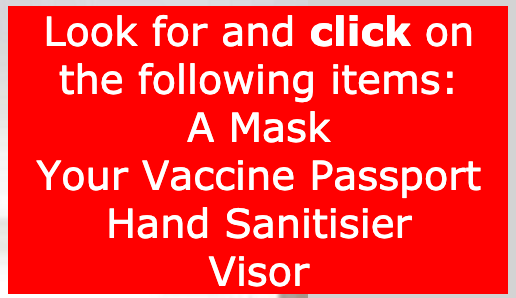 Look for and click on
the following items:
A Mask
Your Vaccine Passport
Hand Sanitisier
Visor